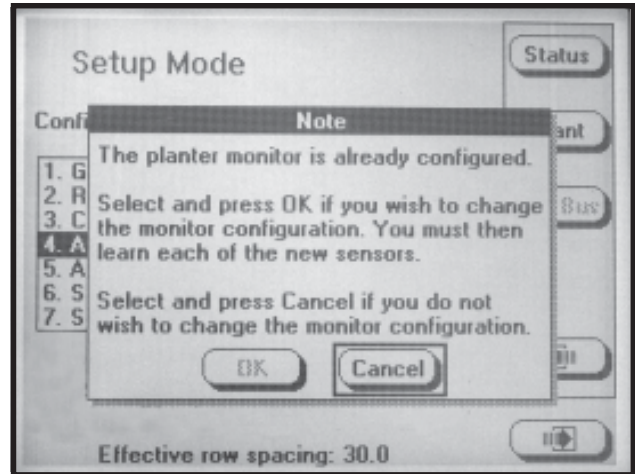 Setup Mode
Status
Confi
Note
ant
The planter monitor is already configured.
1. G
2. R
3. C
4. A
5. A
6. S
7. S
Select and press OK if you wish to change
the monitor configuration. You must then
learn each of the new sensors.
Bus
Select and press Cancel if you do not
wish to change the monitor configuration.
OK
Cancel
Effective row spacing: 30.0